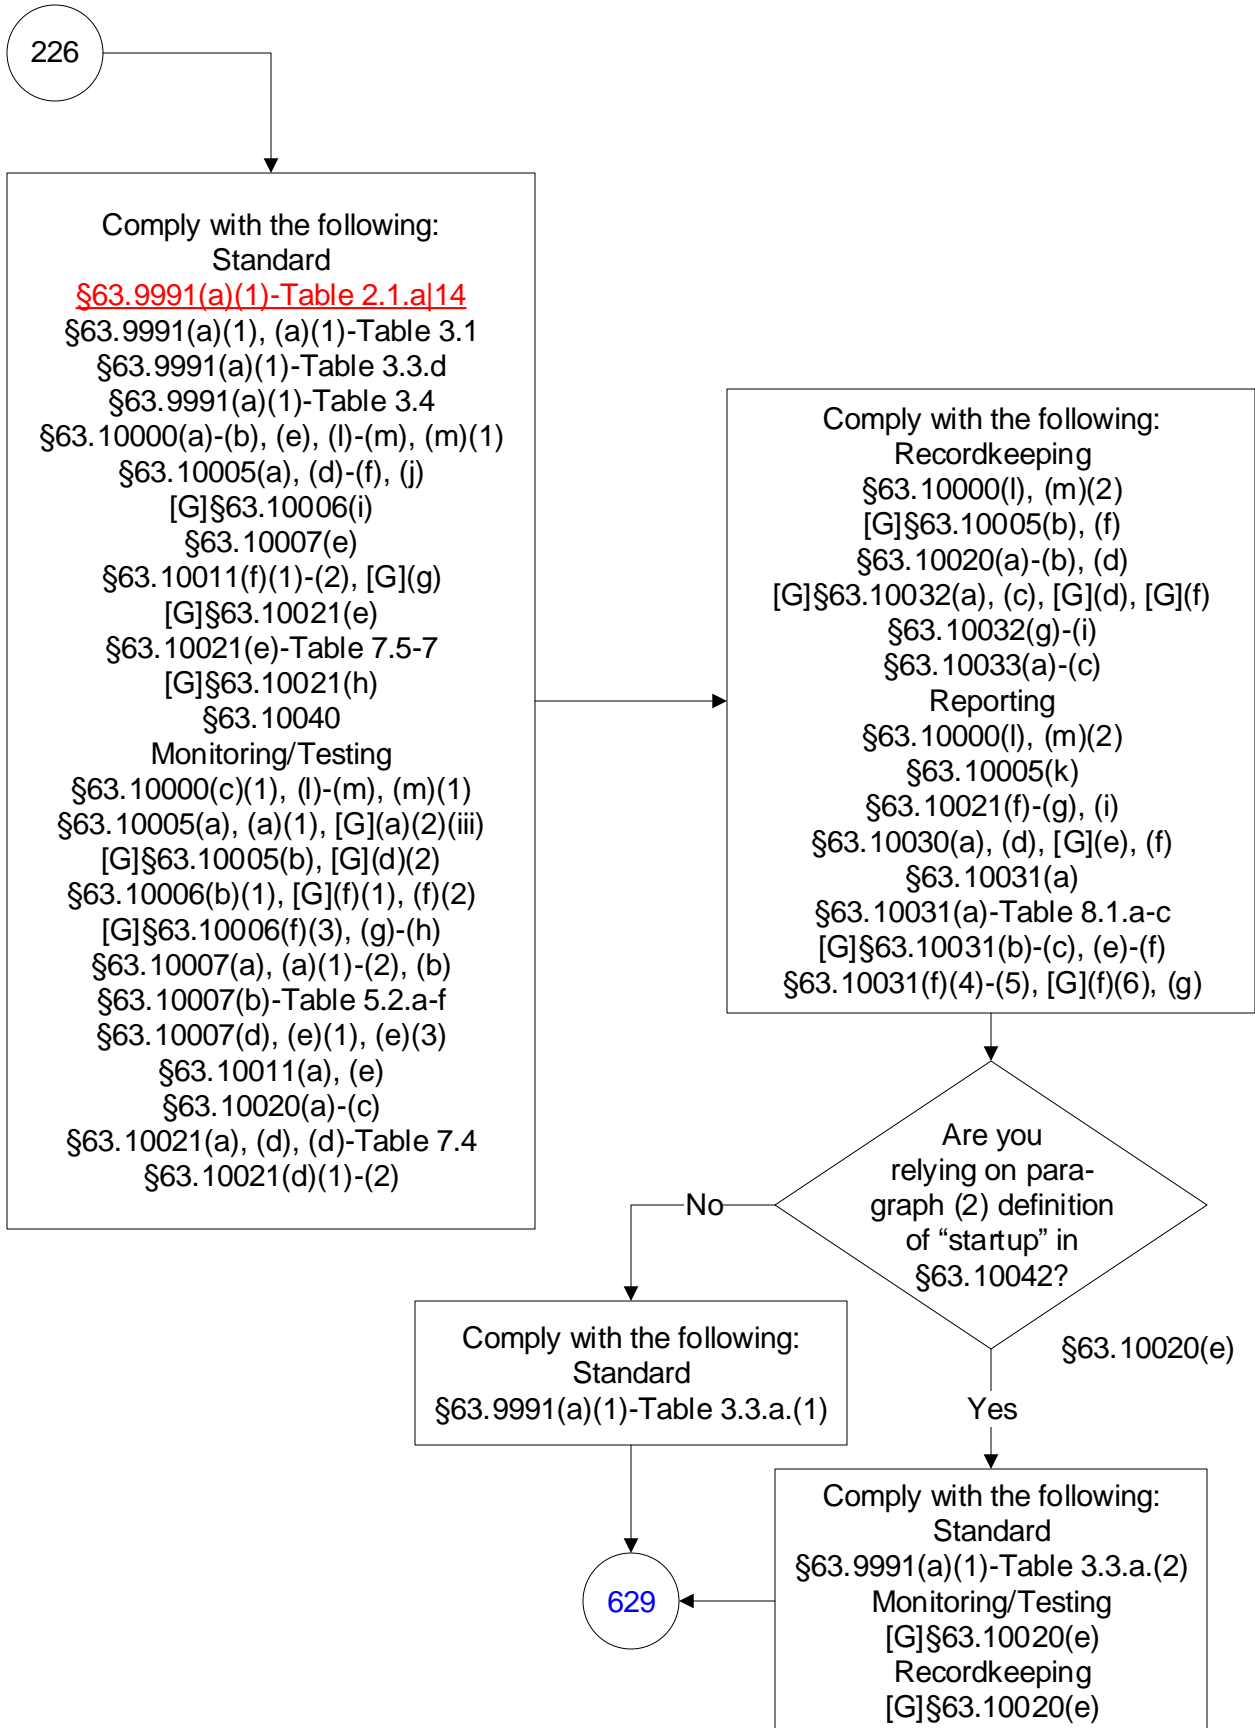 226
Comply with the following:
Standard
§63.9991(a)(1)-Table 2.1.a|14
§63.9991(a)(1), (a)(1)-Table 3.1
§63.9991(a)(1)-Table 3.3.d
§63.9991(a)(1)-Table 3.4
§63.10000(a)-(b), (e), (l)-(m), (m)(1)
§63.10005(a), (d)-(f), (j)
[G]§63.10006(i)
§63.10007(e)
§63.10011(f)(1)-(2), [G](g)
[G]§63.10021(e)
§63.10021(e)-Table 7.5-7
[G]§63.10021(h)
§63.10040
Monitoring/Testing
§63.10000(c)(1), (l)-(m), (m)(1)
§63.10005(a), (a)(1), [G](a)(2)(iii)
[G]§63.10005(b), [G](d)(2)
§63.10006(b)(1), [G](f)(1), (f)(2)
[G]§63.10006(f)(3), (g)-(h)
§63.10007(a), (a)(1)-(2), (b)
§63.10007(b)-Table 5.2.a-f
§63.10007(d), (e)(1), (e)(3)
§63.10011(a), (e)
§63.10020(a)-(c)
§63.10021(a), (d), (d)-Table 7.4
§63.10021(d)(1)-(2)
Comply with the following:
Recordkeeping
§63.10000(l), (m)(2)
[G]§63.10005(b), (f)
§63.10020(a)-(b), (d)
[G]§63.10032(a), (c), [G](d), [G](f)
§63.10032(g)-(i)
§63.10033(a)-(c)
Reporting
§63.10000(l), (m)(2)
§63.10005(k)
§63.10021(f)-(g), (i)
§63.10030(a), (d), [G](e), (f)
§63.10031(a)
§63.10031(a)-Table 8.1.a-c
[G]§63.10031(b)-(c), (e)-(f)
§63.10031(f)(4)-(5), [G](f)(6), (g)
Are you
relying on para-
graph (2) definition
of “startup” in
§63.10042?
§63.10020(e)
No
Comply with the following:
Standard
§63.9991(a)(1)-Table 3.3.a.(1)
Yes
Comply with the following:
Standard
§63.9991(a)(1)-Table 3.3.a.(2)
Monitoring/Testing
[G]§63.10020(e)
Recordkeeping
[G]§63.10020(e)
629